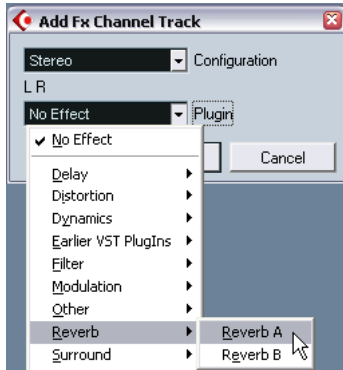 Add Fx Channel Track
Stereo Configuration
L R
No Effect Plugin
No Effect
Cancel
Delay
Distortion
Dynamics
Earlier VST PlugIns
Filter
Modulation
Other
Reverb Reverb A
Surround Reverb B